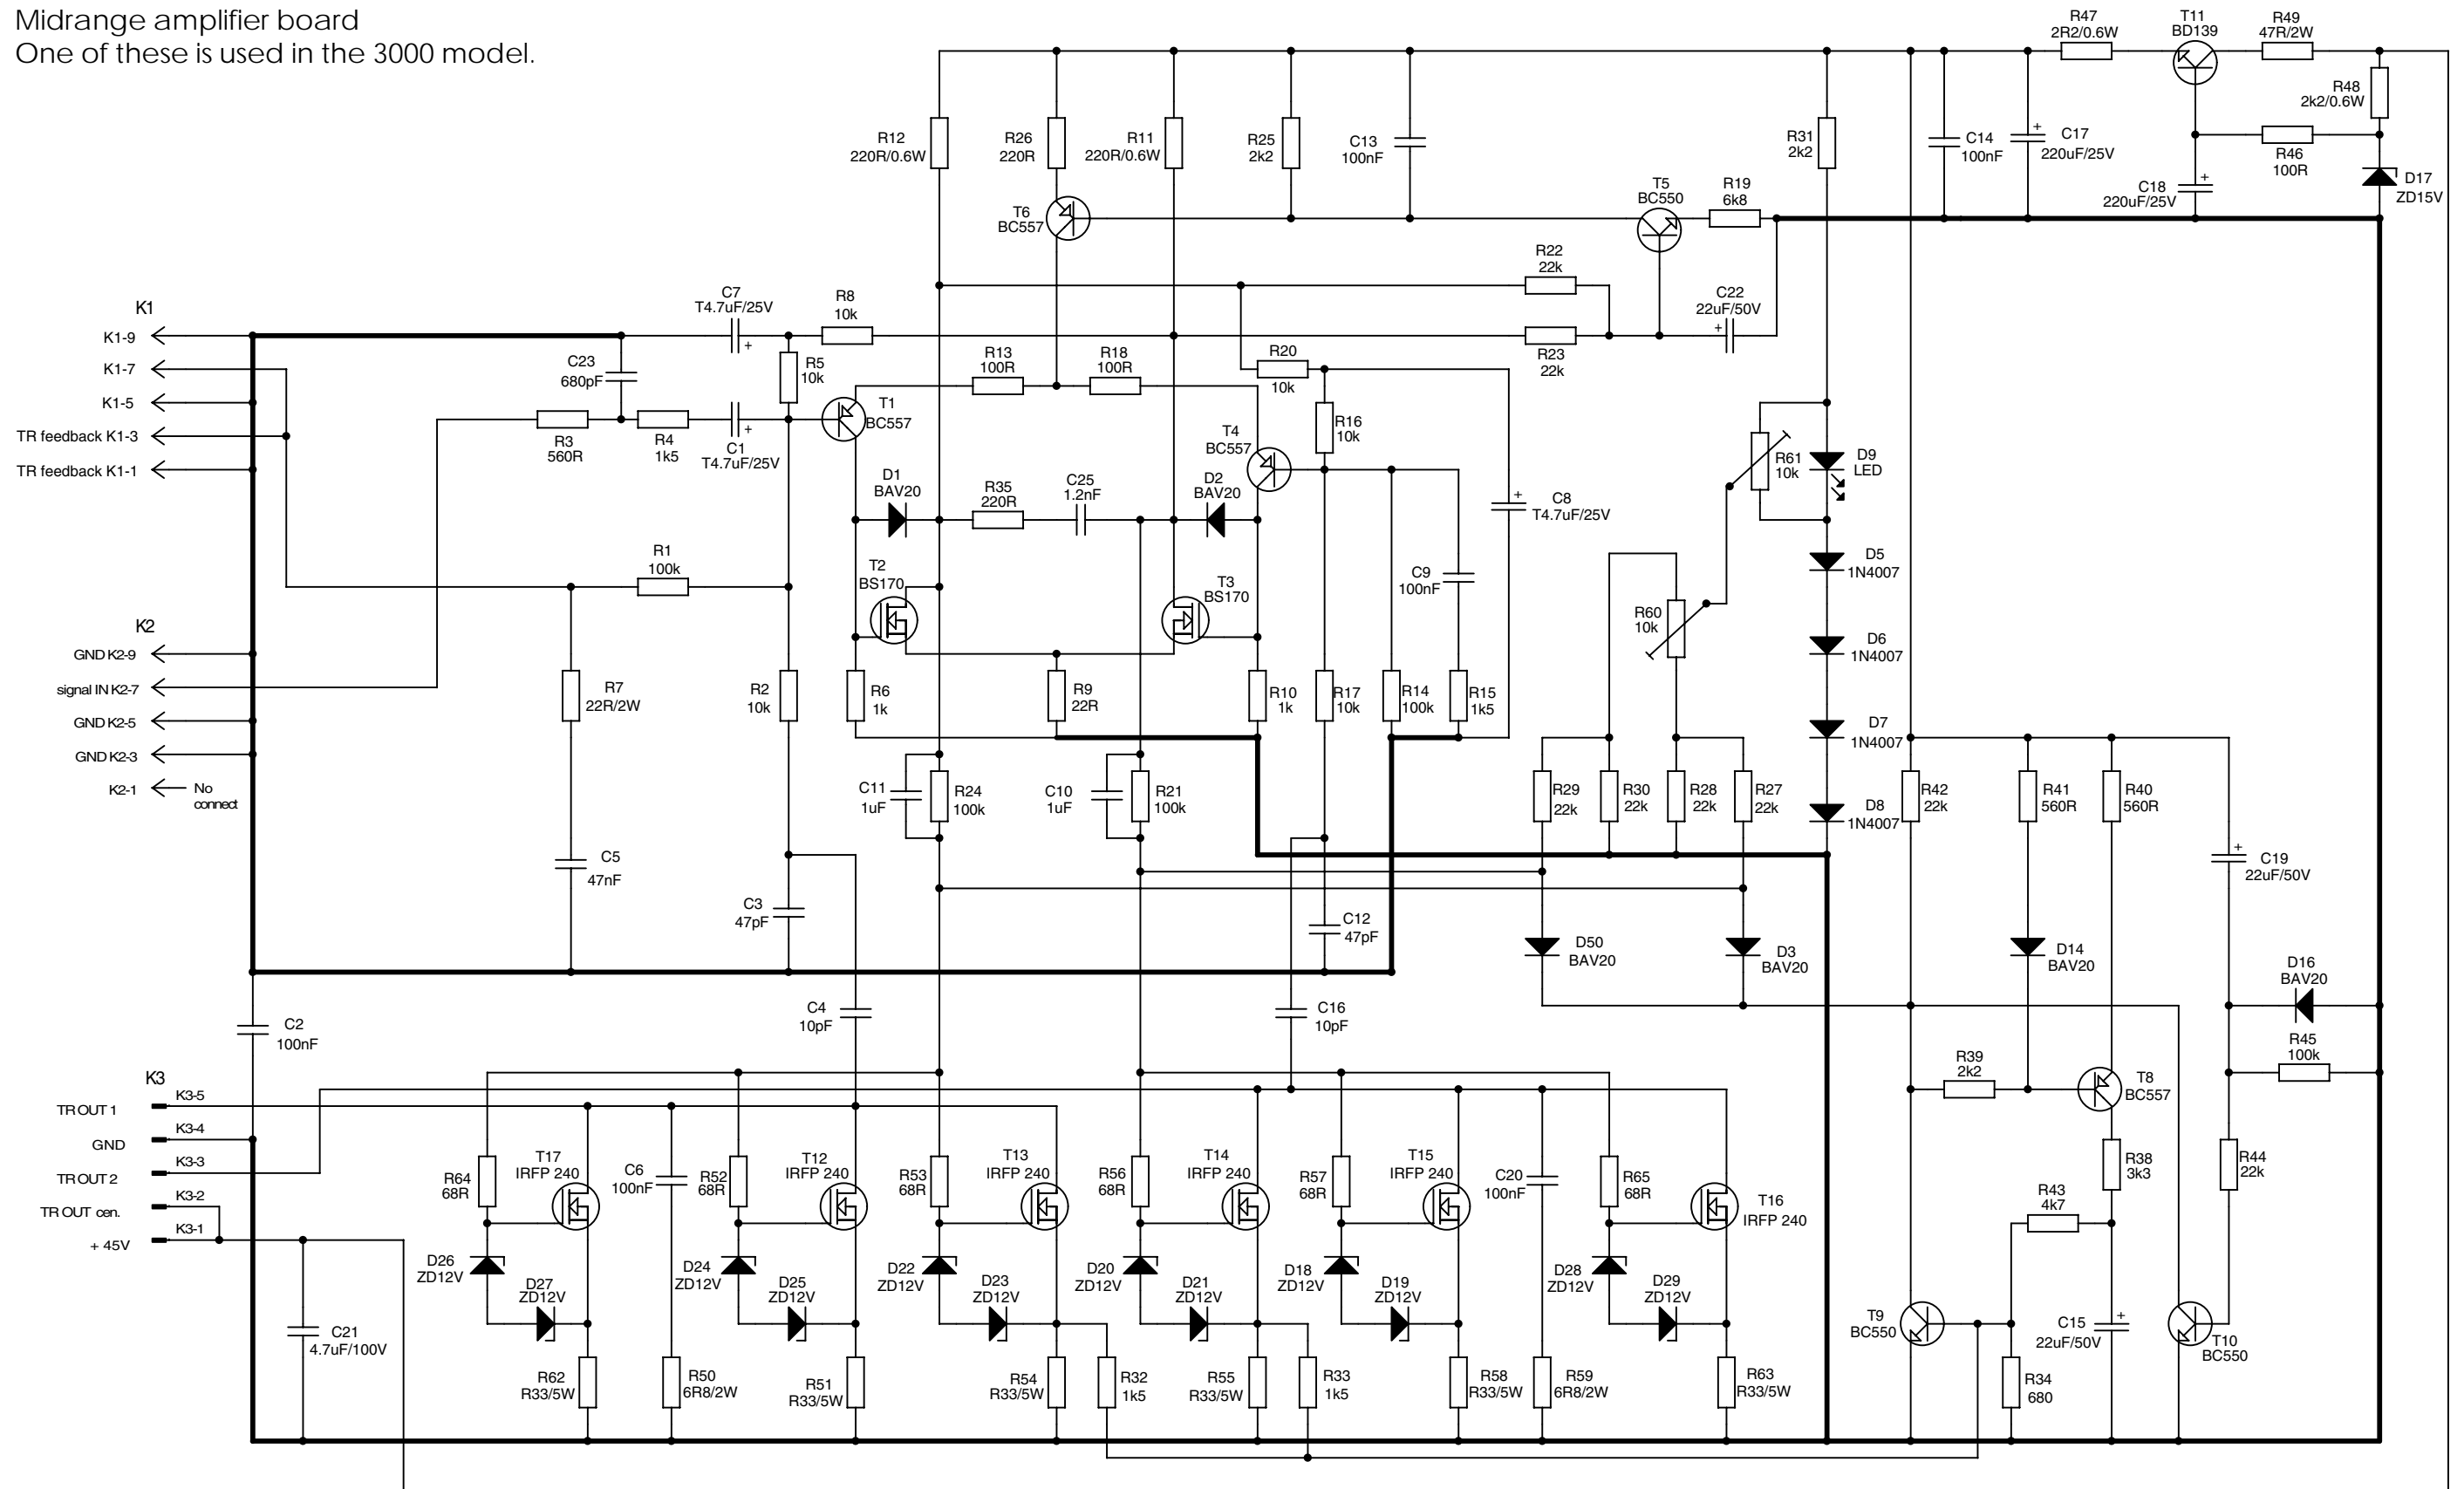 Midrange amplifier board
One of these is used in the 3000 model.
R47
2R2/0.6W
T11
BD139
R49
47R/2W
R48
2k2/0.6W
R12
220R/0.6W
R26
220R
R11
220R/0.6W
R25
2k2
C13
100nF
R31
2k2
C14
100nF
C17
220uF/25V
R46
100R
D17
ZD15V
C18
220uF/25V
T6
BC557
T5
BC550
R19
6k8
R22
22k
C22
22uF/50V
R23
22k
K1
K1-9
K1-7
K1-5
TR feedback K1-3
TR feedback K1-1
C7
T4.7uF/25V
R8
10k
C23
680pF
R5
10k
R13
100R
R18
100R
R20
10k
R3
560R
R4
1k5
C1
T4.7uF/25V
T1
BC557
T4
BC557
R16
10k
R61
10k
D9
LED
D1
BAV20
R35
220R
C25
1.2nF
D2
BAV20
C8
T4.7uF/25V
R1
100k
T2
BS170
T3
BS170
C9
100nF
D5
1N4007
R60
10k
D6
1N4007
K2
GND K2-9
signal IN K2-7
GND K2-5
GND K2-3
K2-1
No
connect
R7
22R/2W
R2
10k
R6
1k
R9
22R
R10
1k
R17
10k
R14
100k
R15
1k5
D7
1N4007
C11
1uF
R24
100k
C10
1uF
R21
100k
R29
22k
R30
22k
R28
22k
R27
22k
D8
1N4007
R42
22k
R41
560R
R40
560R
C5
47nF
C3
47pF
C12
47pF
C19
22uF/50V
D50
BAV20
D3
BAV20
D14
BAV20
D16
BAV20
C2
100nF
C4
10pF
C16
10pF
R45
100k
R39
2k2
T8
BC557
K3
TR OUT 1
K3-5
GND
K3-4
TR OUT 2
K3-3
TR OUT cen.
K3-2
+ 45V
K3-1
R64
68R
T17
IRFP 240
C6
100nF
R52
68R
T12
IRFP 240
R53
68R
T13
IRFP 240
R56
68R
T14
IRFP 240
R57
68R
T15
IRFP 240
C20
100nF
R65
68R
T16
IRFP 240
R38
3k3
R44
22k
R43
4k7
D26
ZD12V
D27
ZD12V
D24
ZD12V
D25
ZD12V
D22
ZD12V
D23
ZD12V
D20
ZD12V
D21
ZD12V
D18
ZD12V
D19
ZD12V
D28
ZD12V
D29
ZD12V
C21
4.7uF/100V
T9
BC550
C15
22uF/50V
T10
BC550
R62
R33/5W
R50
6R8/2W
R51
R33/5W
R54
R33/5W
R32
1k5
R55
R33/5W
R33
1k5
R58
R33/5W
R59
6R8/2W
R63
R33/5W
R34
680